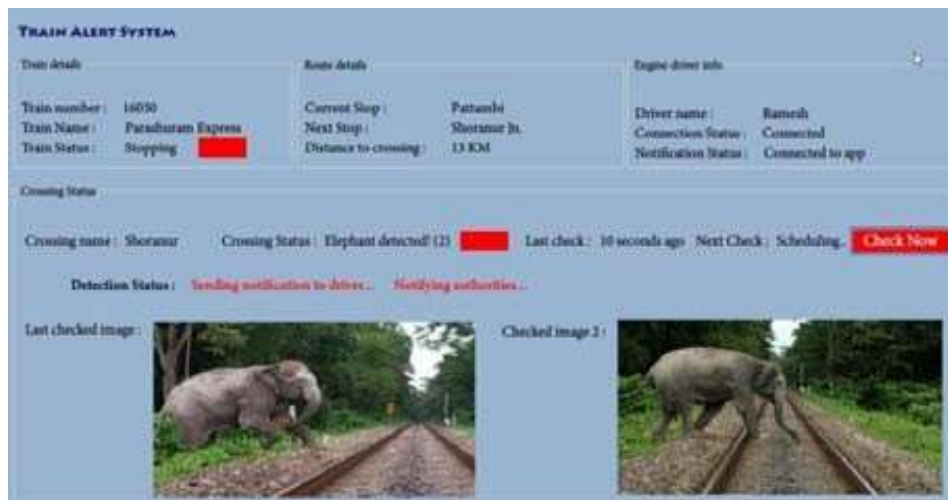 TRAIN ALERT SYSTEM
Train details
Route details
Engine driver info
Train number : 16050
Train Name : Parashuram Express
Train Status : Stopping
Current Stop : Pattambi
Next Stop : Shoranur Jn.
Distance to crossing : 13 KM
Driver name : Ramesh
Connection Status : Connected
Notification Status : Connected to app
Crossing Status
Crossing name : Shoranur Crossing Status : Elephant detected! (2) Last check : 10 seconds ago Next Check : Scheduling.. Check Now
Detection Status : Sending notification to driver... Notifying authorities...
Last checked image :
Checked image 2 :